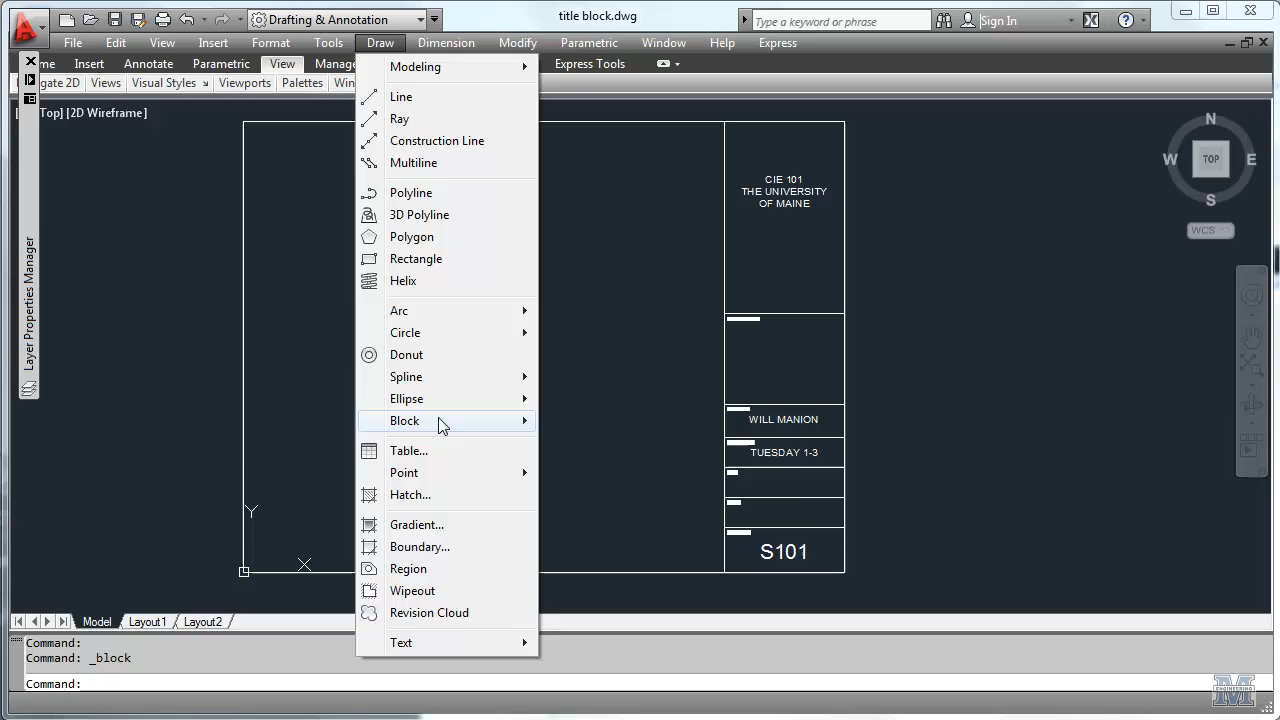 Drafting & Annotation
title block.dwg
Type a keyword or phrase
Sign In
File Edit View Insert Format Tools Draw Dimension Modify Parametric Window Help Express
me Insert Annotate Parametric View Manage Express Tools
gate 2D Views Visual Styles Viewports Palettes Win
Top] [2D Wireframe]
Layer Properties Manager
Modeling
Line
Ray
Construction Line
Multiline
Polyline
3D Polyline
Polygon
Rectangle
Helix
Arc
Circle
Donut
Spline
Ellipse
Block
Table...
Point
Hatch...
Gradient...
Boundary...
Region
Wipeout
Revision Cloud
Text
CIE 101
THE UNIVERSITY
OF MAINE
WILL MANION
TUESDAY 1-3
S101
N
W TOP E
S
WCS
Y
X
Model Layout1 Layout2
Command:
Command: _block
Command:
M
ENGINEERING